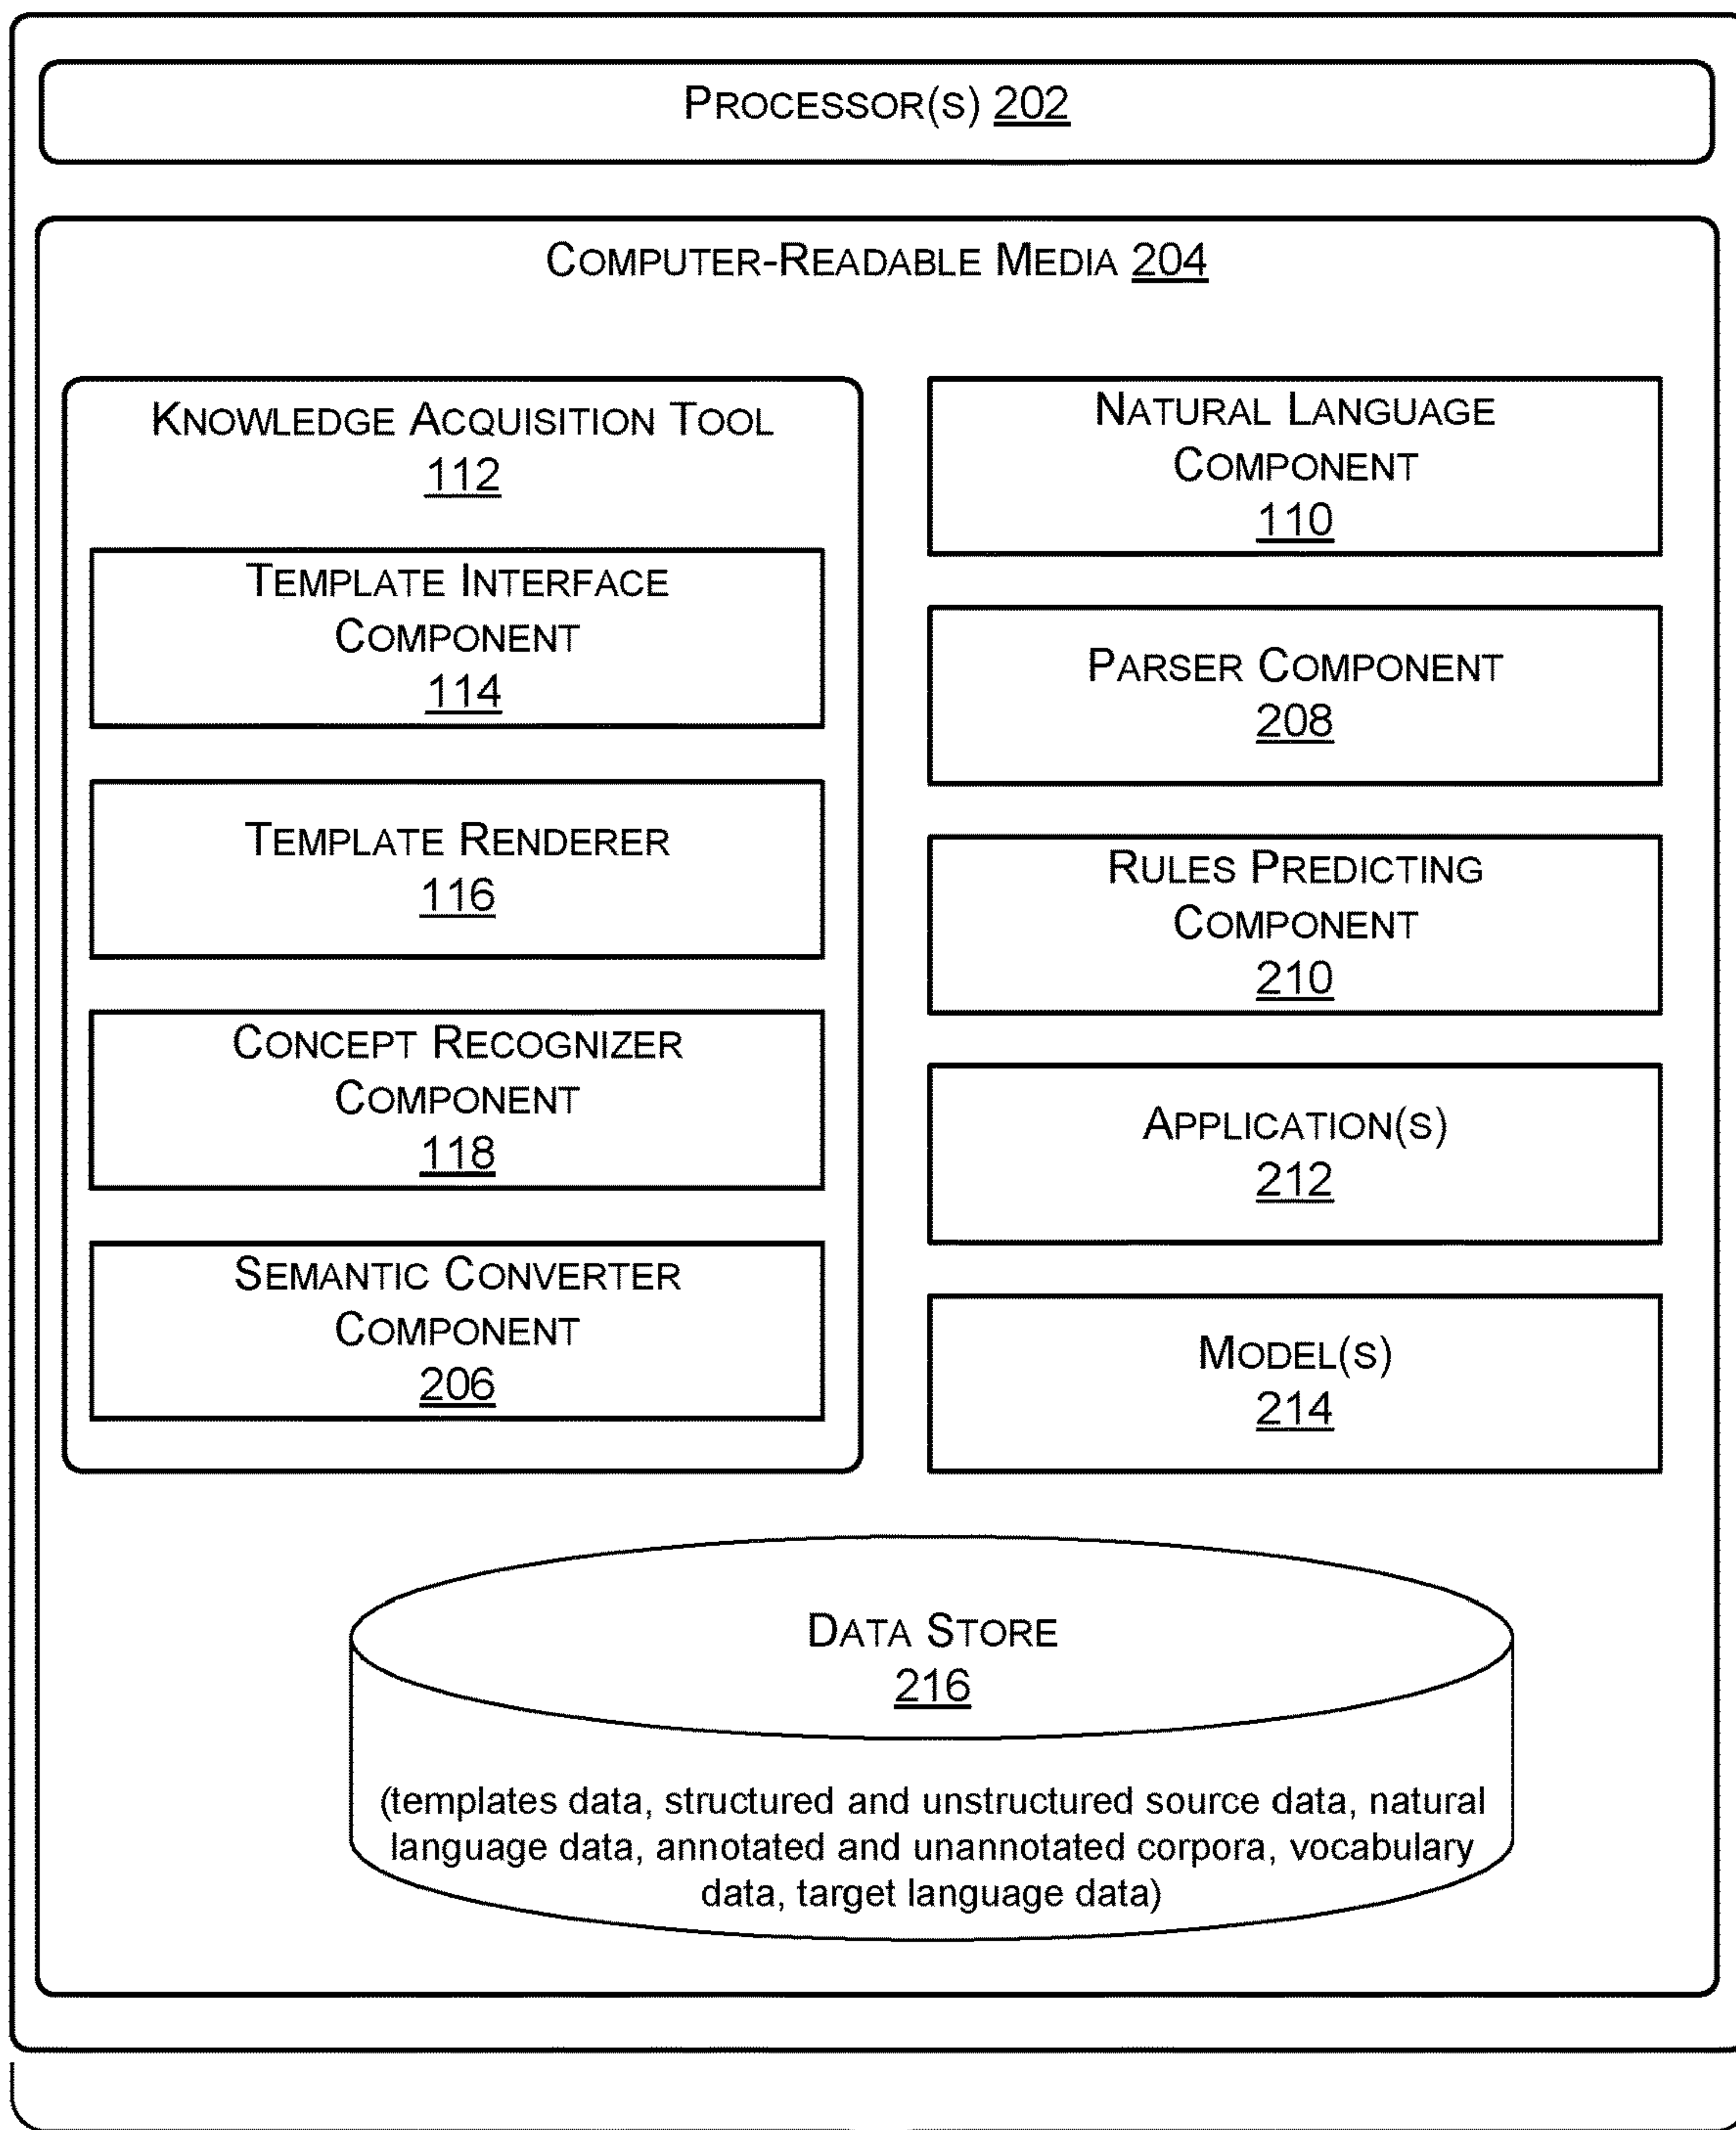 PROCESSOR(S) 202
COMPUTER-READABLE MEDIA 204
KNOWLEDGE ACQUISITION TOOL
112
TEMPLATE INTERFACE
COMPONENT
114
TEMPLATE RENDERER
116
CONCEPT RECOGNIZER
COMPONENT
118
SEMANTIC CONVERTER
COMPONENT
206
NATURAL LANGUAGE
COMPONENT
110
PARSER COMPONENT
208
RULES PREDICTING
COMPONENT
210
APPLICATION(S)
212
MODEL(S)
214
DATA STORE
216
(templates data, structured and unstructured source data, natural
language data, annotated and unannotated corpora, vocabulary
data, target language data)